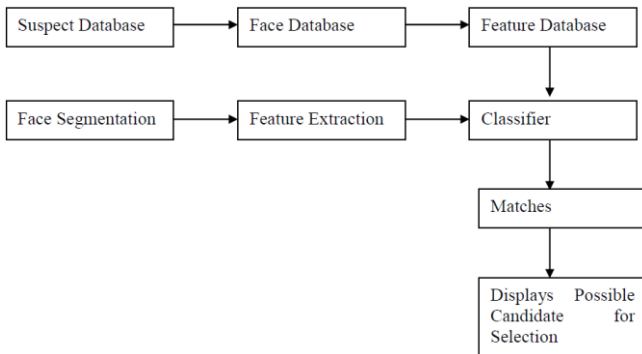 Suspect Database
Face Database
Feature Database
Face Segmentation
Feature Extraction
Classifier
Matches
Displays Possible
Candidate for
Selection